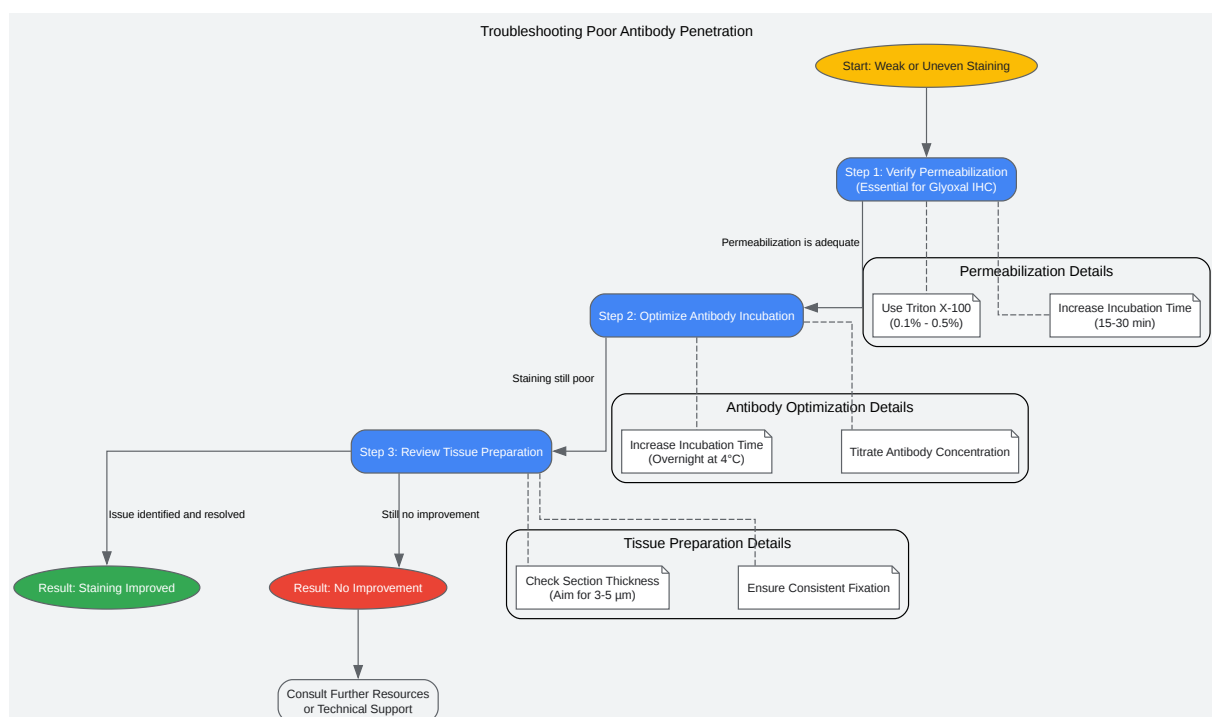 Troubleshooting Poor Antibody Penetration
Start: Weak or Uneven Staining
Step 1: Verify Permeabilization
(Essential for Glyoxal IHC)
Permeabilization is adequate
Permeabilization Details
Use Triton X-100
(0.1% - 0.5%)
Increase Incubation Time
(15-30 min)
Step 2: Optimize Antibody Incubation
Staining still poor
Antibody Optimization Details
Increase Incubation Time
(Overnight at 4°C)
Titrate Antibody Concentration
Step 3: Review Tissue Preparation
Issue identified and resolved
Still no improvement
Tissue Preparation Details
Check Section Thickness
(Aim for 3-5 µm)
Ensure Consistent Fixation
Result: Staining Improved
Result: No Improvement
Consult Further Resources
or Technical Support